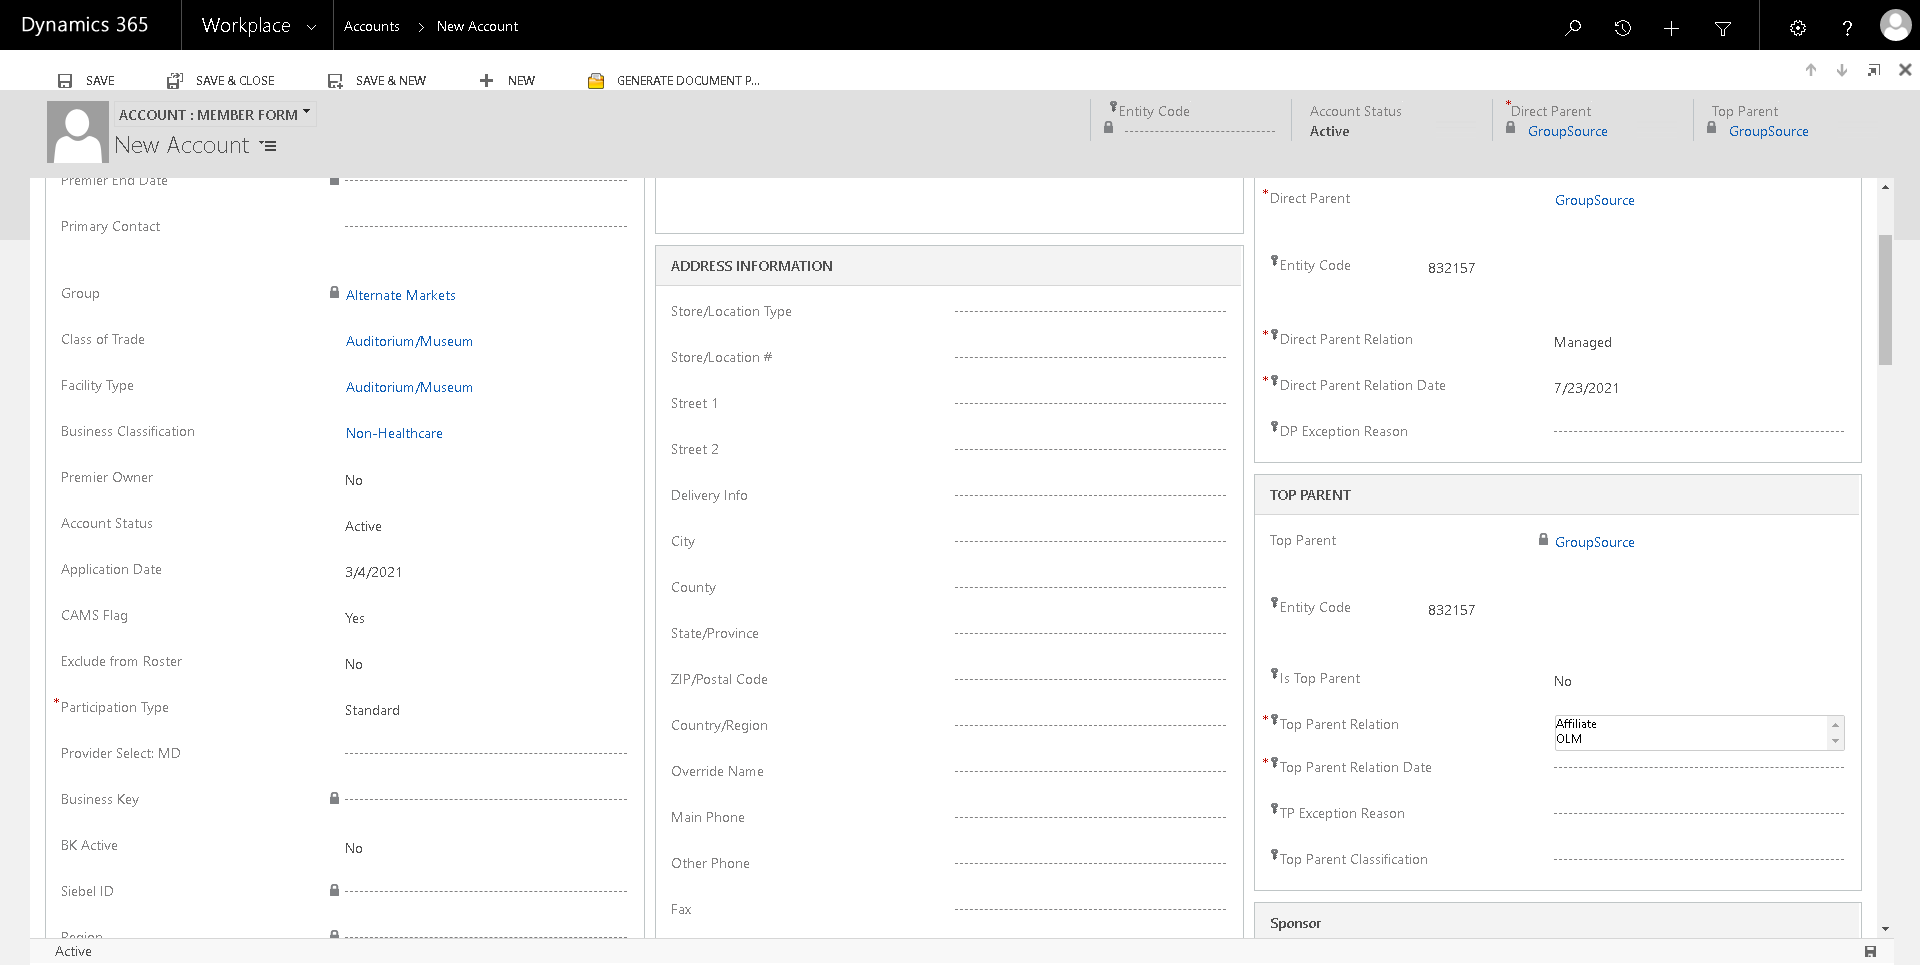 Dynamics 365
Workplace
Accounts > New Account
SAVE
SAVE & CLOSE
SAVE & NEW
NEW
GENERATE DOCUMENT P...
ACCOUNT : MEMBER FORM
New Account
Entity Code
Account Status
Active
*Direct Parent
GroupSource
Top Parent
GroupSource
Premier End Date
Primary Contact
Group
Alternate Markets
Class of Trade
Auditorium/Museum
Facility Type
Auditorium/Museum
Business Classification
Non-Healthcare
Premier Owner
No
Account Status
Active
Application Date
3/4/2021
CAMS Flag
Yes
Exclude from Roster
No
*Participation Type
Standard
Provider Select: MD
Business Key
BK Active
No
Siebel ID
Region
ADDRESS INFORMATION
Store/Location Type
Store/Location #
Street 1
Street 2
Delivery Info
City
County
State/Province
ZIP/Postal Code
Country/Region
Override Name
Main Phone
Other Phone
Fax
*Direct Parent
GroupSource
Entity Code
832157
*Direct Parent Relation
Managed
*Direct Parent Relation Date
7/23/2021
DP Exception Reason
TOP PARENT
Top Parent
GroupSource
Entity Code
832157
Is Top Parent
No
*Top Parent Relation
Affiliate
OLM
*Top Parent Relation Date
TP Exception Reason
Top Parent Classification
Sponsor
Active